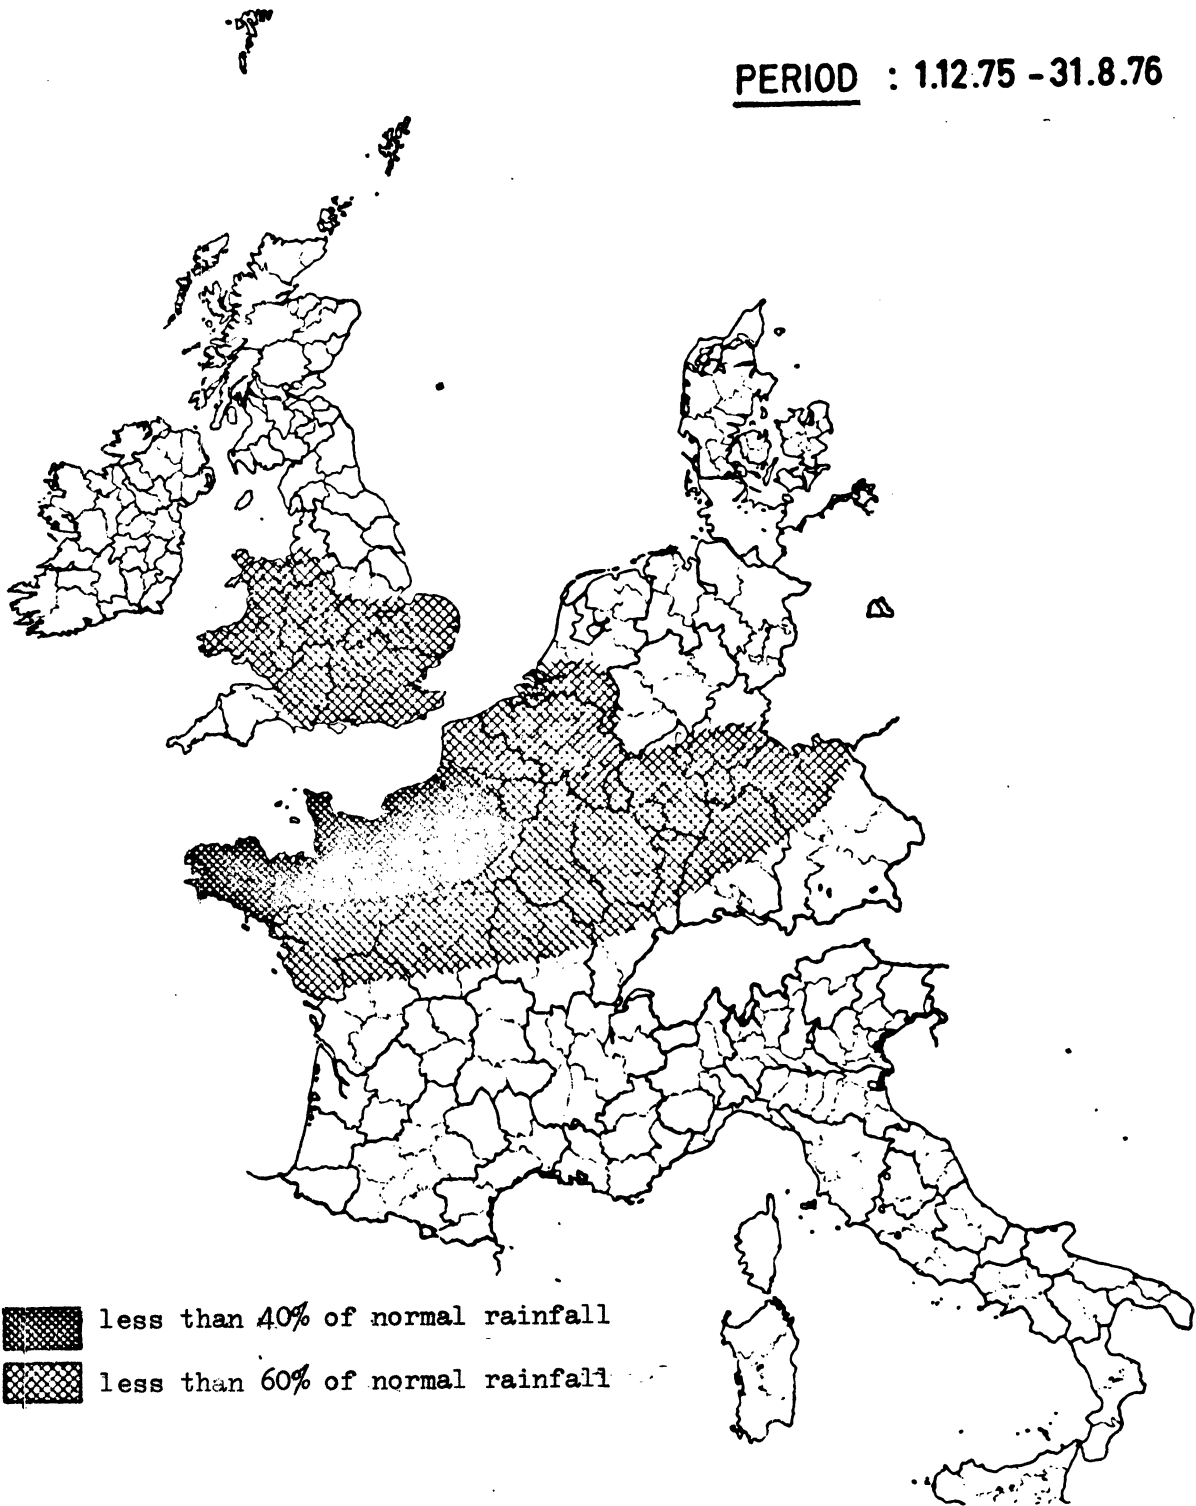 PERIOD : 1.12.75 - 31.8.76
less than 40% of normal rainfall
less than 60% of normal rainfall